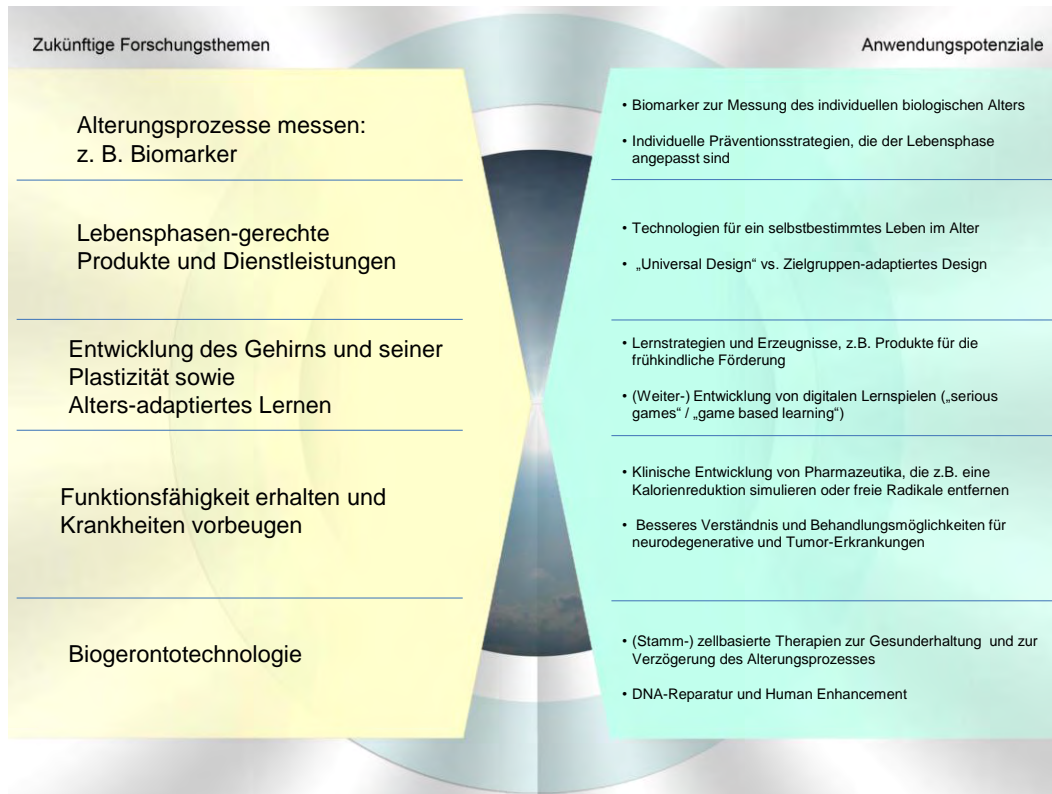 Zukünftige Forschungsthemen
Anwendungspotenziale
Alterungsprozesse messen:
z. B. Biomarker
• Biomarker zur Messung des individuellen biologischen Alters
• Individuelle Präventionsstrategien, die der Lebensphase
angepasst sind
Lebensphasen-gerechte
Produkte und Dienstleistungen
• Technologien für ein selbstbestimmtes Leben im Alter
• „Universal Design“ vs. Zielgruppen-adaptiertes Design
Entwicklung des Gehirns und seiner
Plastizität sowie
Alters-adaptiertes Lernen
• Lernstrategien und Erzeugnisse, z.B. Produkte für die
frühkindliche Förderung
• (Weiter-) Entwicklung von digitalen Lernspielen („serious
games“ / „game based learning“)
Funktionsfähigkeit erhalten und
Krankheiten vorbeugen
• Klinische Entwicklung von Pharmazeutika, die z.B. eine
Kalorienreduktion simulieren oder freie Radikale entfernen
• Besseres Verständnis und Behandlungsmöglichkeiten für
neurodegenerative und Tumor-Erkrankungen
Biogerontotechnologie
• (Stamm-) zellbasierte Therapien zur Gesunderhaltung und zur
Verzögerung des Alterungsprozesses
• DNA-Reparatur und Human Enhancement